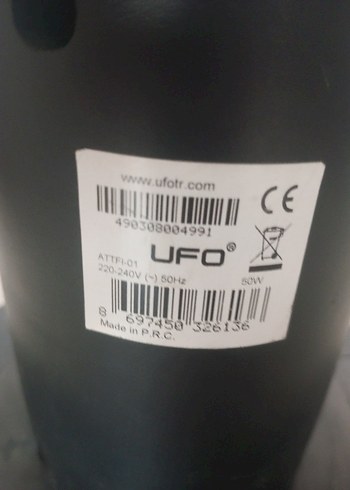 www.ufotr.com
490308004991
UFO®
ATTFI-01
220-240V (~) 50Hz 50W
8 697450 326136
Made in P.R.C.
CE